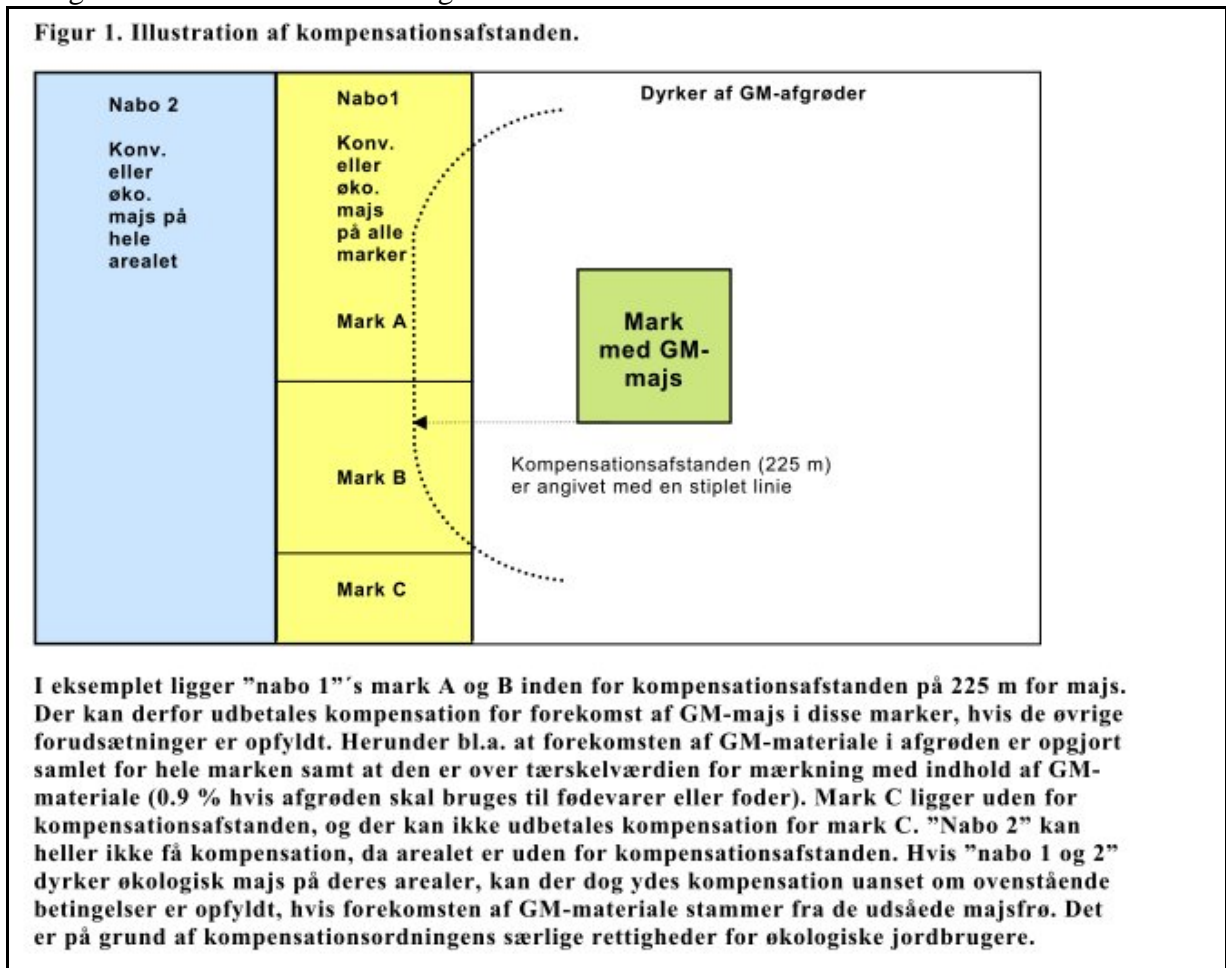 Figur 1. Illustration af kompensationsafstanden.
Nabo 2
Konv.
eller
øko.
majs på
hele
arealet
Nabo1
Konv.
eller
øko.
majs
på alle
marker
Mark A
Mark B
Mark C
Dyrker af GM-afgrøder
Mark
med GM-
majs
Kompensationsafstanden (225 m)
er angivet med en stiplet linie
I eksemplet ligger ”nabo 1”´s mark A og B inden for kompensationsafstanden på 225 m for majs.
Der kan derfor udbetales kompensation for forekomst af GM-majs i disse marker, hvis de øvrige
forudsætninger er opfyldt. Herunder bl.a. at forekomsten af GM-materiale i afgrøden er opgjort
samlet for hele marken samt at den er over tærskelværdien for mærkning med indhold af GM-
materiale (0.9 % hvis afgrøden skal bruges til fødevarer eller foder). Mark C ligger uden for
kompensationsafstanden, og der kan ikke udbetales kompensation for mark C. ”Nabo 2” kan
heller ikke få kompensation, da arealet er uden for kompensationsafstanden. Hvis ”nabo 1 og 2”
dyrker økologisk majs på deres arealer, kan der dog ydes kompensation uanset om ovenstående
betingelser er opfyldt, hvis forekomsten af GM-materiale stammer fra de udsåede majsfrø. Det
er på grund af kompensationsordningens særlige rettigheder for økologiske jordbrugere.